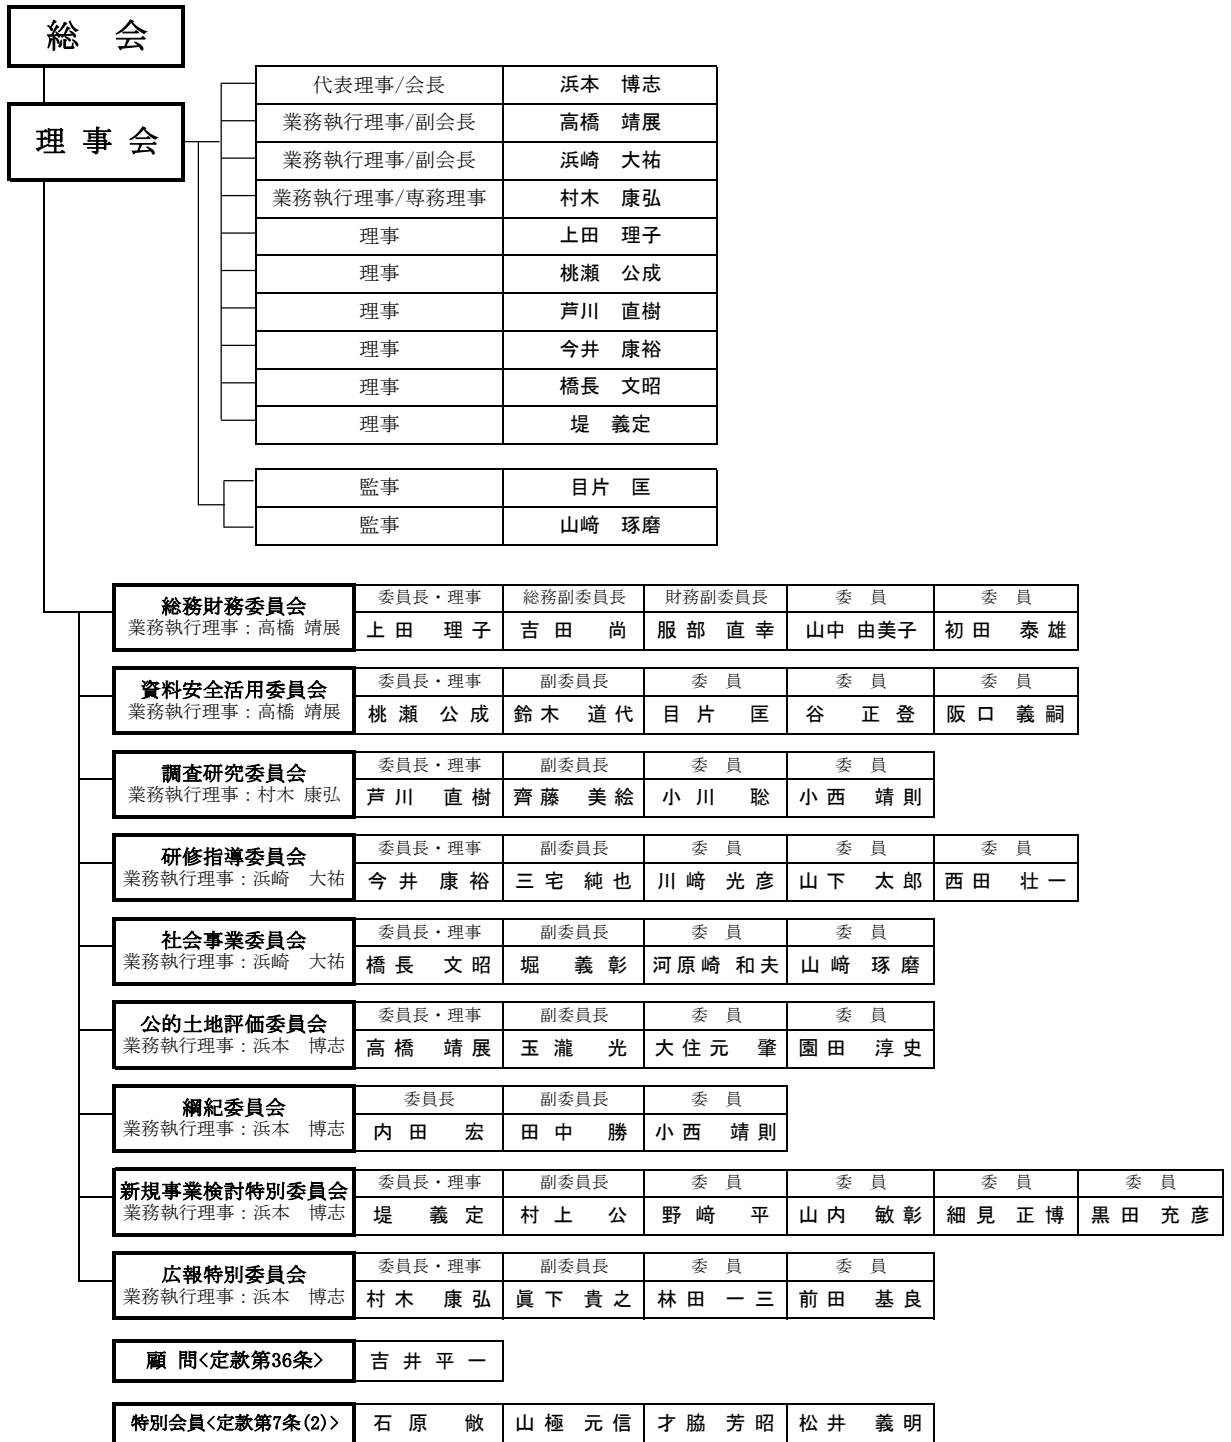 総　会
理 事 会
代表理事/会長　浜本　博志
業務執行理事/副会長　高橋　靖展
業務執行理事/副会長　浜崎　大祐
業務執行理事/専務理事　村木　康弘
理事　上田　理子
理事　桃瀬　公成
理事　芦川　直樹
理事　今井　康裕
理事　橋長　文昭
理事　堤　義定
監事　目片　匡
監事　山﨑　琢磨
総務財務委員会
業務執行理事：高橋 靖展
委員長・理事　総務副委員長　財務副委員長　委　員　委　員
上 田　理 子　吉 田　尚　服 部　直 幸　山中 由美子　初 田　泰 雄
資料安全活用委員会
業務執行理事：高橋 靖展
委員長・理事　副委員長　委　員　委　員　委　員
桃 瀬　公 成　鈴 木　道 代　目 片　匡　谷　正 登　阪 口　義 嗣
調査研究委員会
業務執行理事：村木 康弘
委員長・理事　副委員長　委　員　委　員
芦 川　直 樹　齊 藤　美 絵　小 川　聡　小 西　靖 則
研修指導委員会
業務執行理事：浜崎　大祐
委員長・理事　副委員長　委　員　委　員　委　員
今 井　康 裕　三 宅　純 也　川 﨑　光 彦　山 下　太 郎　西 田　壮 一
社会事業委員会
業務執行理事：浜崎　大祐
委員長・理事　副委員長　委　員　委　員
橋 長　文 昭　堀　義 彰　河原崎 和夫　山 﨑　琢 磨
公的土地評価委員会
業務執行理事：浜本　博志
委員長・理事　副委員長　委　員　委　員
高 橋　靖 展　玉 瀧　光　大 住 元　肇　園 田　淳 史
綱紀委員会
業務執行理事：浜本　博志
委員長　副委員長　委　員
内 田　宏　田 中　勝　小 西　靖 則
新規事業検討特別委員会
業務執行理事：浜本　博志
委員長・理事　副委員長　委　員　委　員　委　員　委　員
堤　義 定　村 上　公　野 﨑　平　山 内　敏 彰　細 見　正 博　黒 田　充 彦
広報特別委員会
業務執行理事：浜本　博志
委員長・理事　副委員長　委　員　委　員
村 木　康 弘　眞 下　貴 之　林 田　一 三　前 田　基 良
顧 問<定款第36条>　吉 井 平 一
特別会員<定款第7条(2)>　石 原　敞　山 極　元 信　才 脇　芳 昭　松 井　義 明